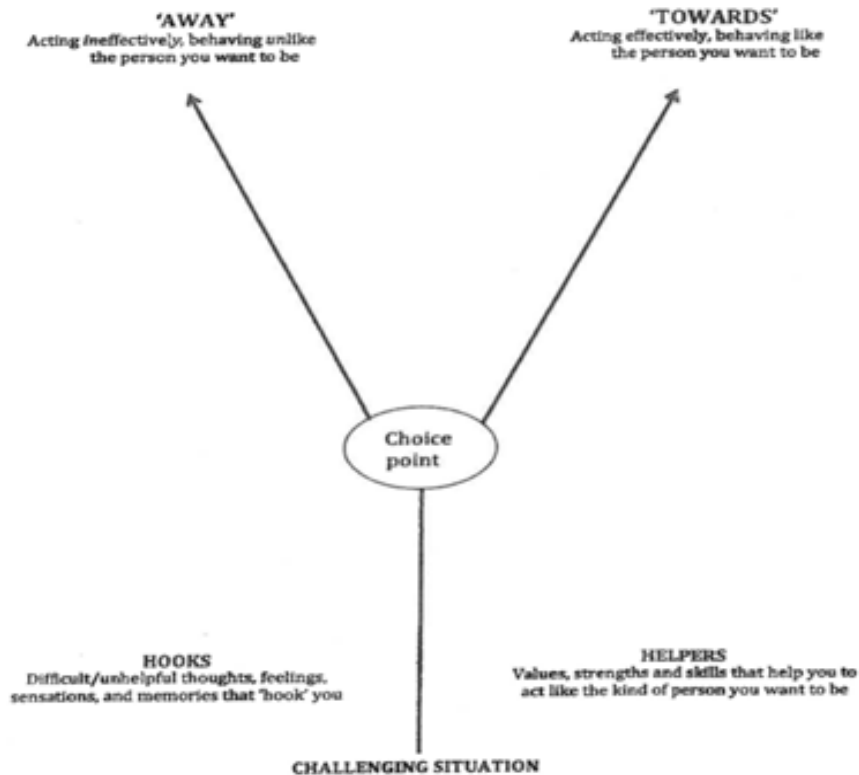 'AWAY'
Acting ineffectively, behaving unlike
the person you want to be
'TOWARDS'
Acting effectively, behaving like
the person you want to be
Choice
point
HOOKS
Difficult/unhelpful thoughts, feelings,
sensations, and memories that 'hook' you
HELPERS
Values, strengths and skills that help you to
act like the kind of person you want to be
CHALLENGING SITUATION